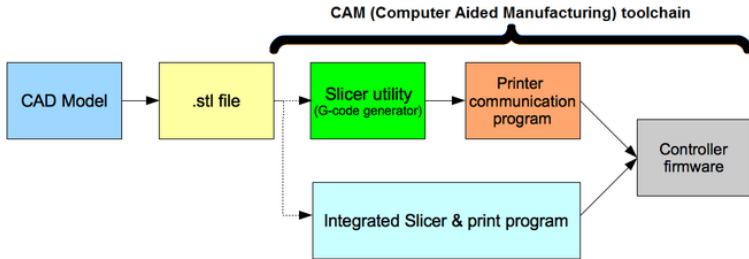 CAM (Computer Aided Manufacturing) toolchain
CAD Model
.stl file
Slicer utility
(G-code generator)
Printer
communication
program
Controller
firmware
Integrated Slicer & print program